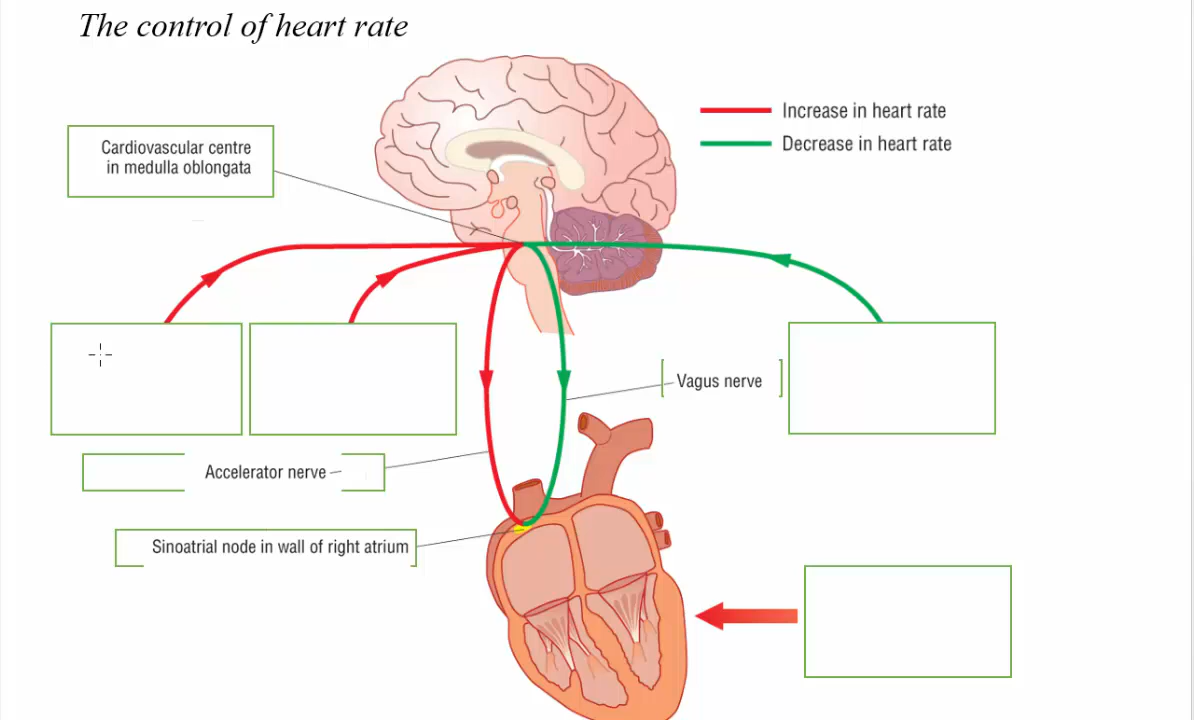 The control of heart rate
Increase in heart rate
Decrease in heart rate
Cardiovascular centre
in medulla oblongata
Vagus nerve
Accelerator nerve
Sinoatrial node in wall of right atrium